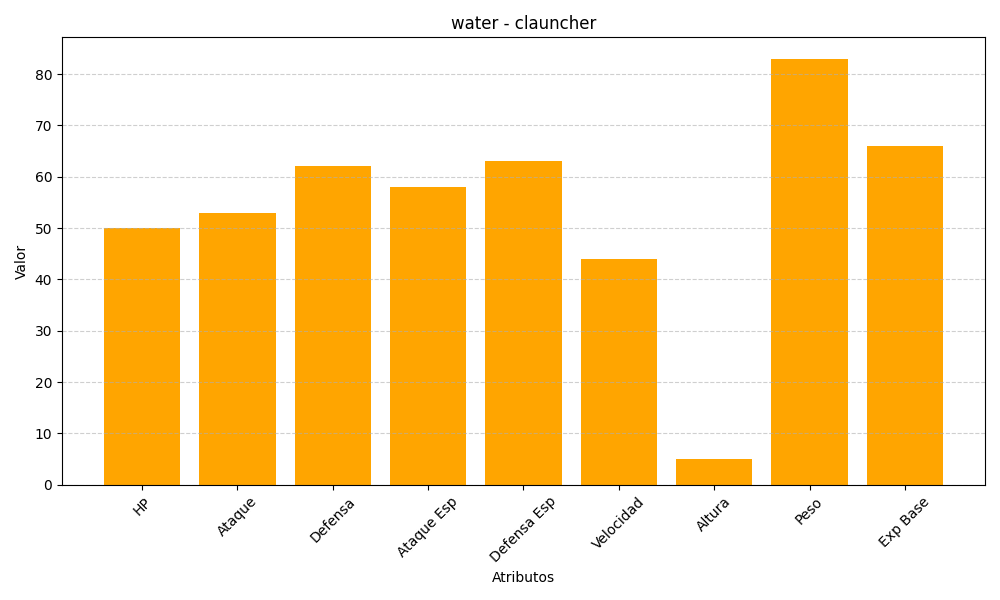 water - clauncher
Valor
80
70
60
50
40
30
20
10
0
HP
Ataque
Defensa
Ataque Esp
Defensa Esp
Velocidad
Altura
Peso
Exp Base
Atributos